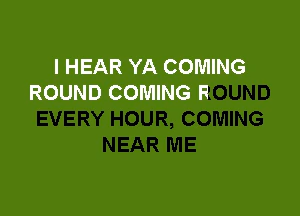 I HEAR YA COMING
ROUND COMING ROUND
EVERY HOUR, COMING
NEAR ME